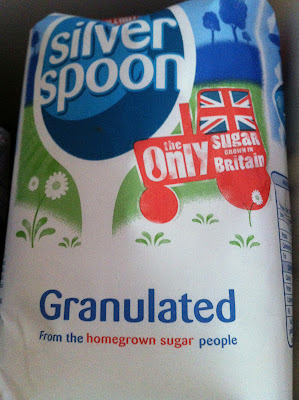 silver
spoon
the
Only sugar
GROWN IN
Britain
Granulated
From the homegrown sugar people